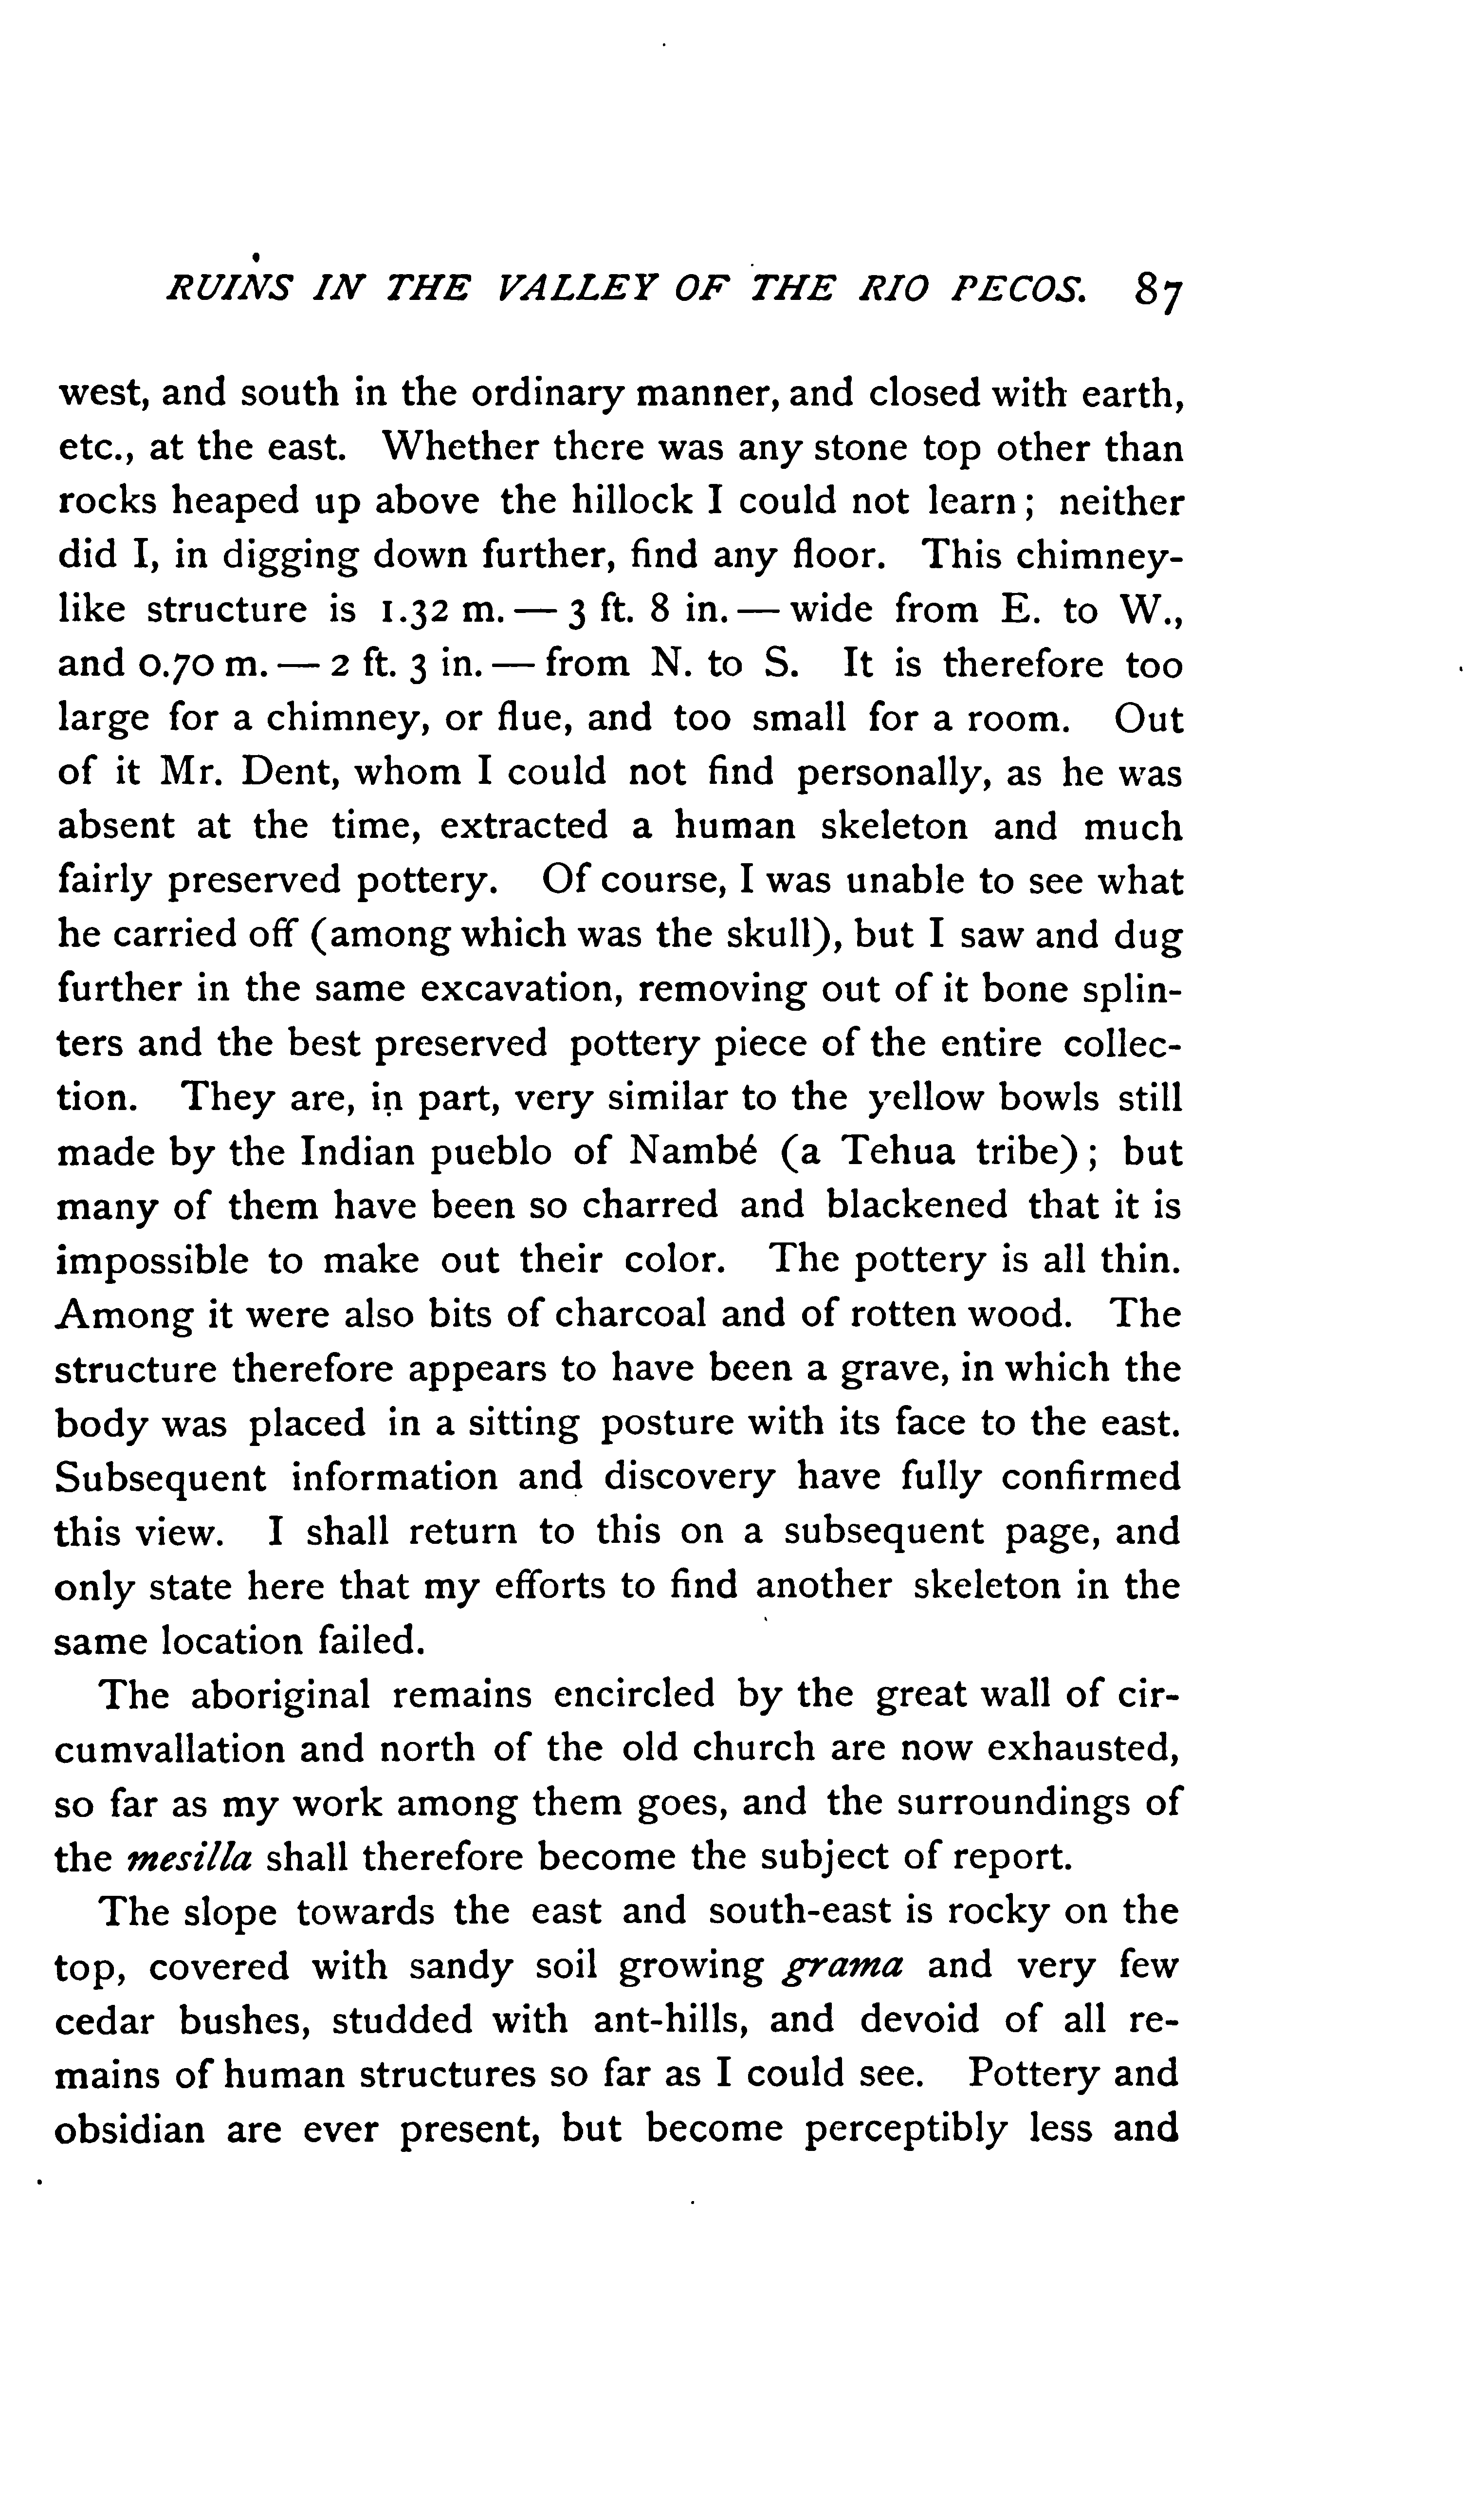 RUINS IN THE VALLEY OF THE RIO PECOS. 87
west, and south in the ordinary manner, and closed with earth,
etc., at the east. Whether there was any stone top other than
rocks heaped up above the hillock I could not learn; neither
did I, in digging down further, find any floor. This chimney-
like structure is 1.32 m. — 3 ft. 8 in. — wide from E. to W.,
and 0.70 m. — 2 ft. 3 in. — from N. to S. It is therefore too
large for a chimney, or flue, and too small for a room. Out
of it Mr. Dent, whom I could not find personally, as he was
absent at the time, extracted a human skeleton and much
fairly preserved pottery. Of course, I was unable to see what
he carried off (among which was the skull), but I saw and dug
further in the same excavation, removing out of it bone splin-
ters and the best preserved pottery piece of the entire collec-
tion. They are, in part, very similar to the yellow bowls still
made by the Indian pueblo of Nambé (a Tehua tribe); but
many of them have been so charred and blackened that it is
impossible to make out their color. The pottery is all thin.
Among it were also bits of charcoal and of rotten wood. The
structure therefore appears to have been a grave, in which the
body was placed in a sitting posture with its face to the east.
Subsequent information and discovery have fully confirmed
this view. I shall return to this on a subsequent page, and
only state here that my efforts to find another skeleton in the
same location failed.
The aboriginal remains encircled by the great wall of cir-
cumvallation and north of the old church are now exhausted,
so far as my work among them goes, and the surroundings of
the mesilla shall therefore become the subject of report.
The slope towards the east and south-east is rocky on the
top, covered with sandy soil growing grama and very few
cedar bushes, studded with ant-hills, and devoid of all re-
mains of human structures so far as I could see. Pottery and
obsidian are ever present, but become perceptibly less and